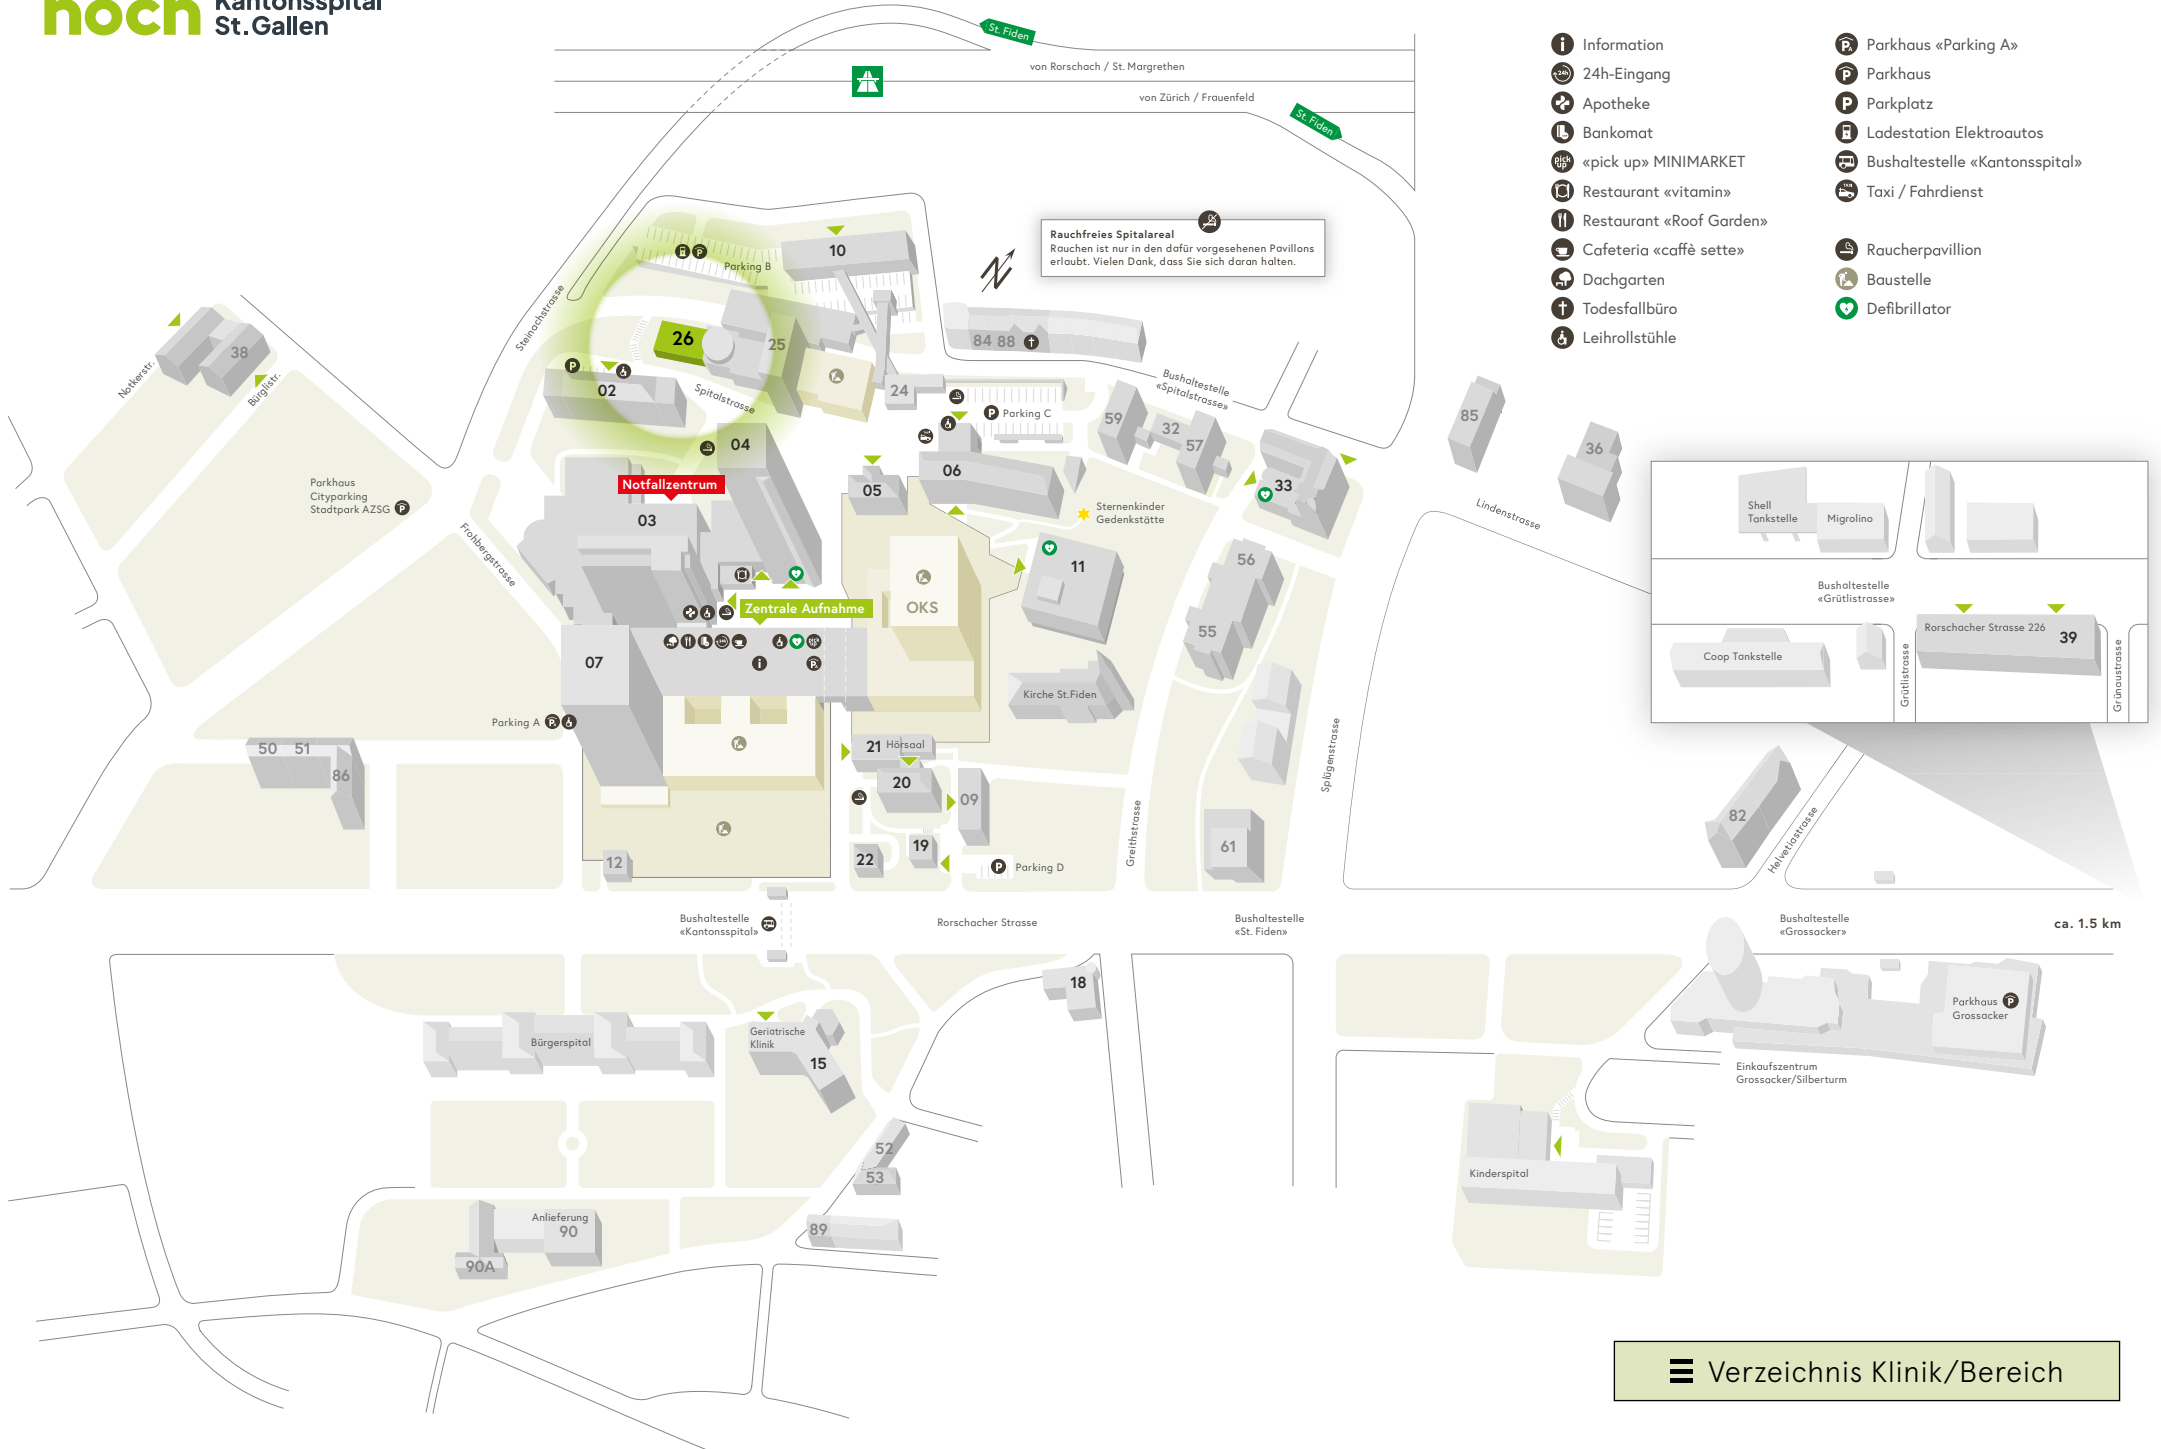 noch Kantonsspital
St.Gallen
St. Fiden
von Rorschach / St. Margrethen
von Zürich / Frauenfeld
St. Fiden
Information
24h-Eingang
Apotheke
Bankomat
«pick up» MINIMARKET
Restaurant «vitamin»
Restaurant «Roof Garden»
Cafeteria «caffè sette»
Dachgarten
Todesfallbüro
Leihrollstühle
Parkhaus «Parking A»
Parkhaus
Parkplatz
Ladestation Elektroautos
Bushaltestelle «Kantonsspital»
Taxi / Fahrdienst
Raucherpavillion
Baustelle
Defibrillator
Rauchfreies Spitalareal
Rauchen ist nur in den dafür vorgesehenen Pavillons
erlaubt. Vielen Dank, dass Sie sich daran halten.
N
10
Parking B
Steinachstrasse
26
25
84 88
38
Notkerstr.
Bürglistr.
02
Spitalstrasse
24
Bushaltestelle
«Spitalstrasse»
Parking C
59
32
57
85
36
04
06
05
33
Notfallzentrum
03
Parkhaus
Cityparking
Stadtpark AZSG
Frohbergstrasse
Sternenkinder
Gedenkstätte
Lindenstrasse
Shell
Tankstelle
Migrolino
11
56
OKS
Zentrale Aufnahme
55
Bushaltestelle
«Grütlistrasse»
Rorschacher Strasse 226
39
Coop Tankstelle
Grütlistrasse
Grünaustrasse
07
Kirche St.Fiden
Parking A
50 51
86
21 Hörsaal
20
09
Splügenstrasse
Greithstrasse
82
Helvetiastrasse
61
12
22
19
Parking D
Bushaltestelle
«Kantonsspital»
Rorschacher Strasse
Bushaltestelle
«St. Fiden»
Bushaltestelle
«Grossacker»
ca. 1.5 km
18
Bürgerspital
Geriatrische
Klinik
15
Parkhaus
Grossacker
Einkaufszentrum
Grossacker/Silberturm
52
53
Kinderspital
Anlieferung
90
90A
89
Verzeichnis Klinik/Bereich